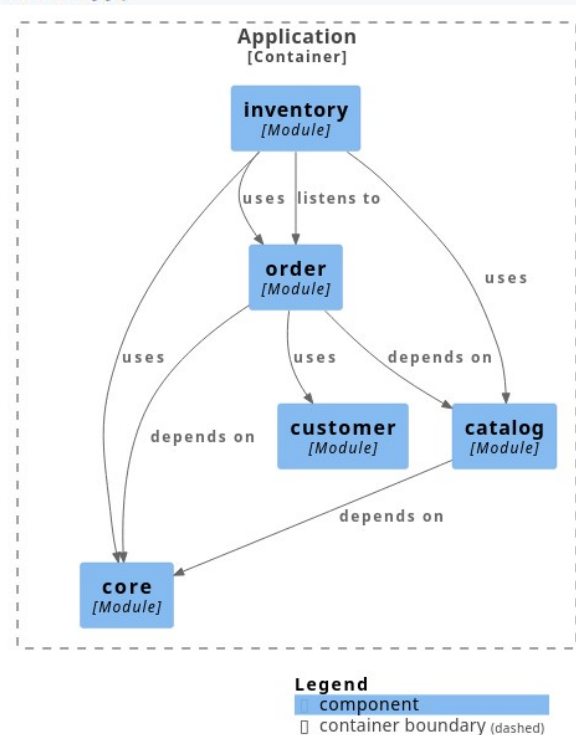 Application
[Container]
inventory
[Module]
uses
listens to
order
[Module]
uses
uses
uses
depends on
customer
[Module]
catalog
[Module]
depends on
depends on
core
[Module]
Legend
component
container boundary (dashed)